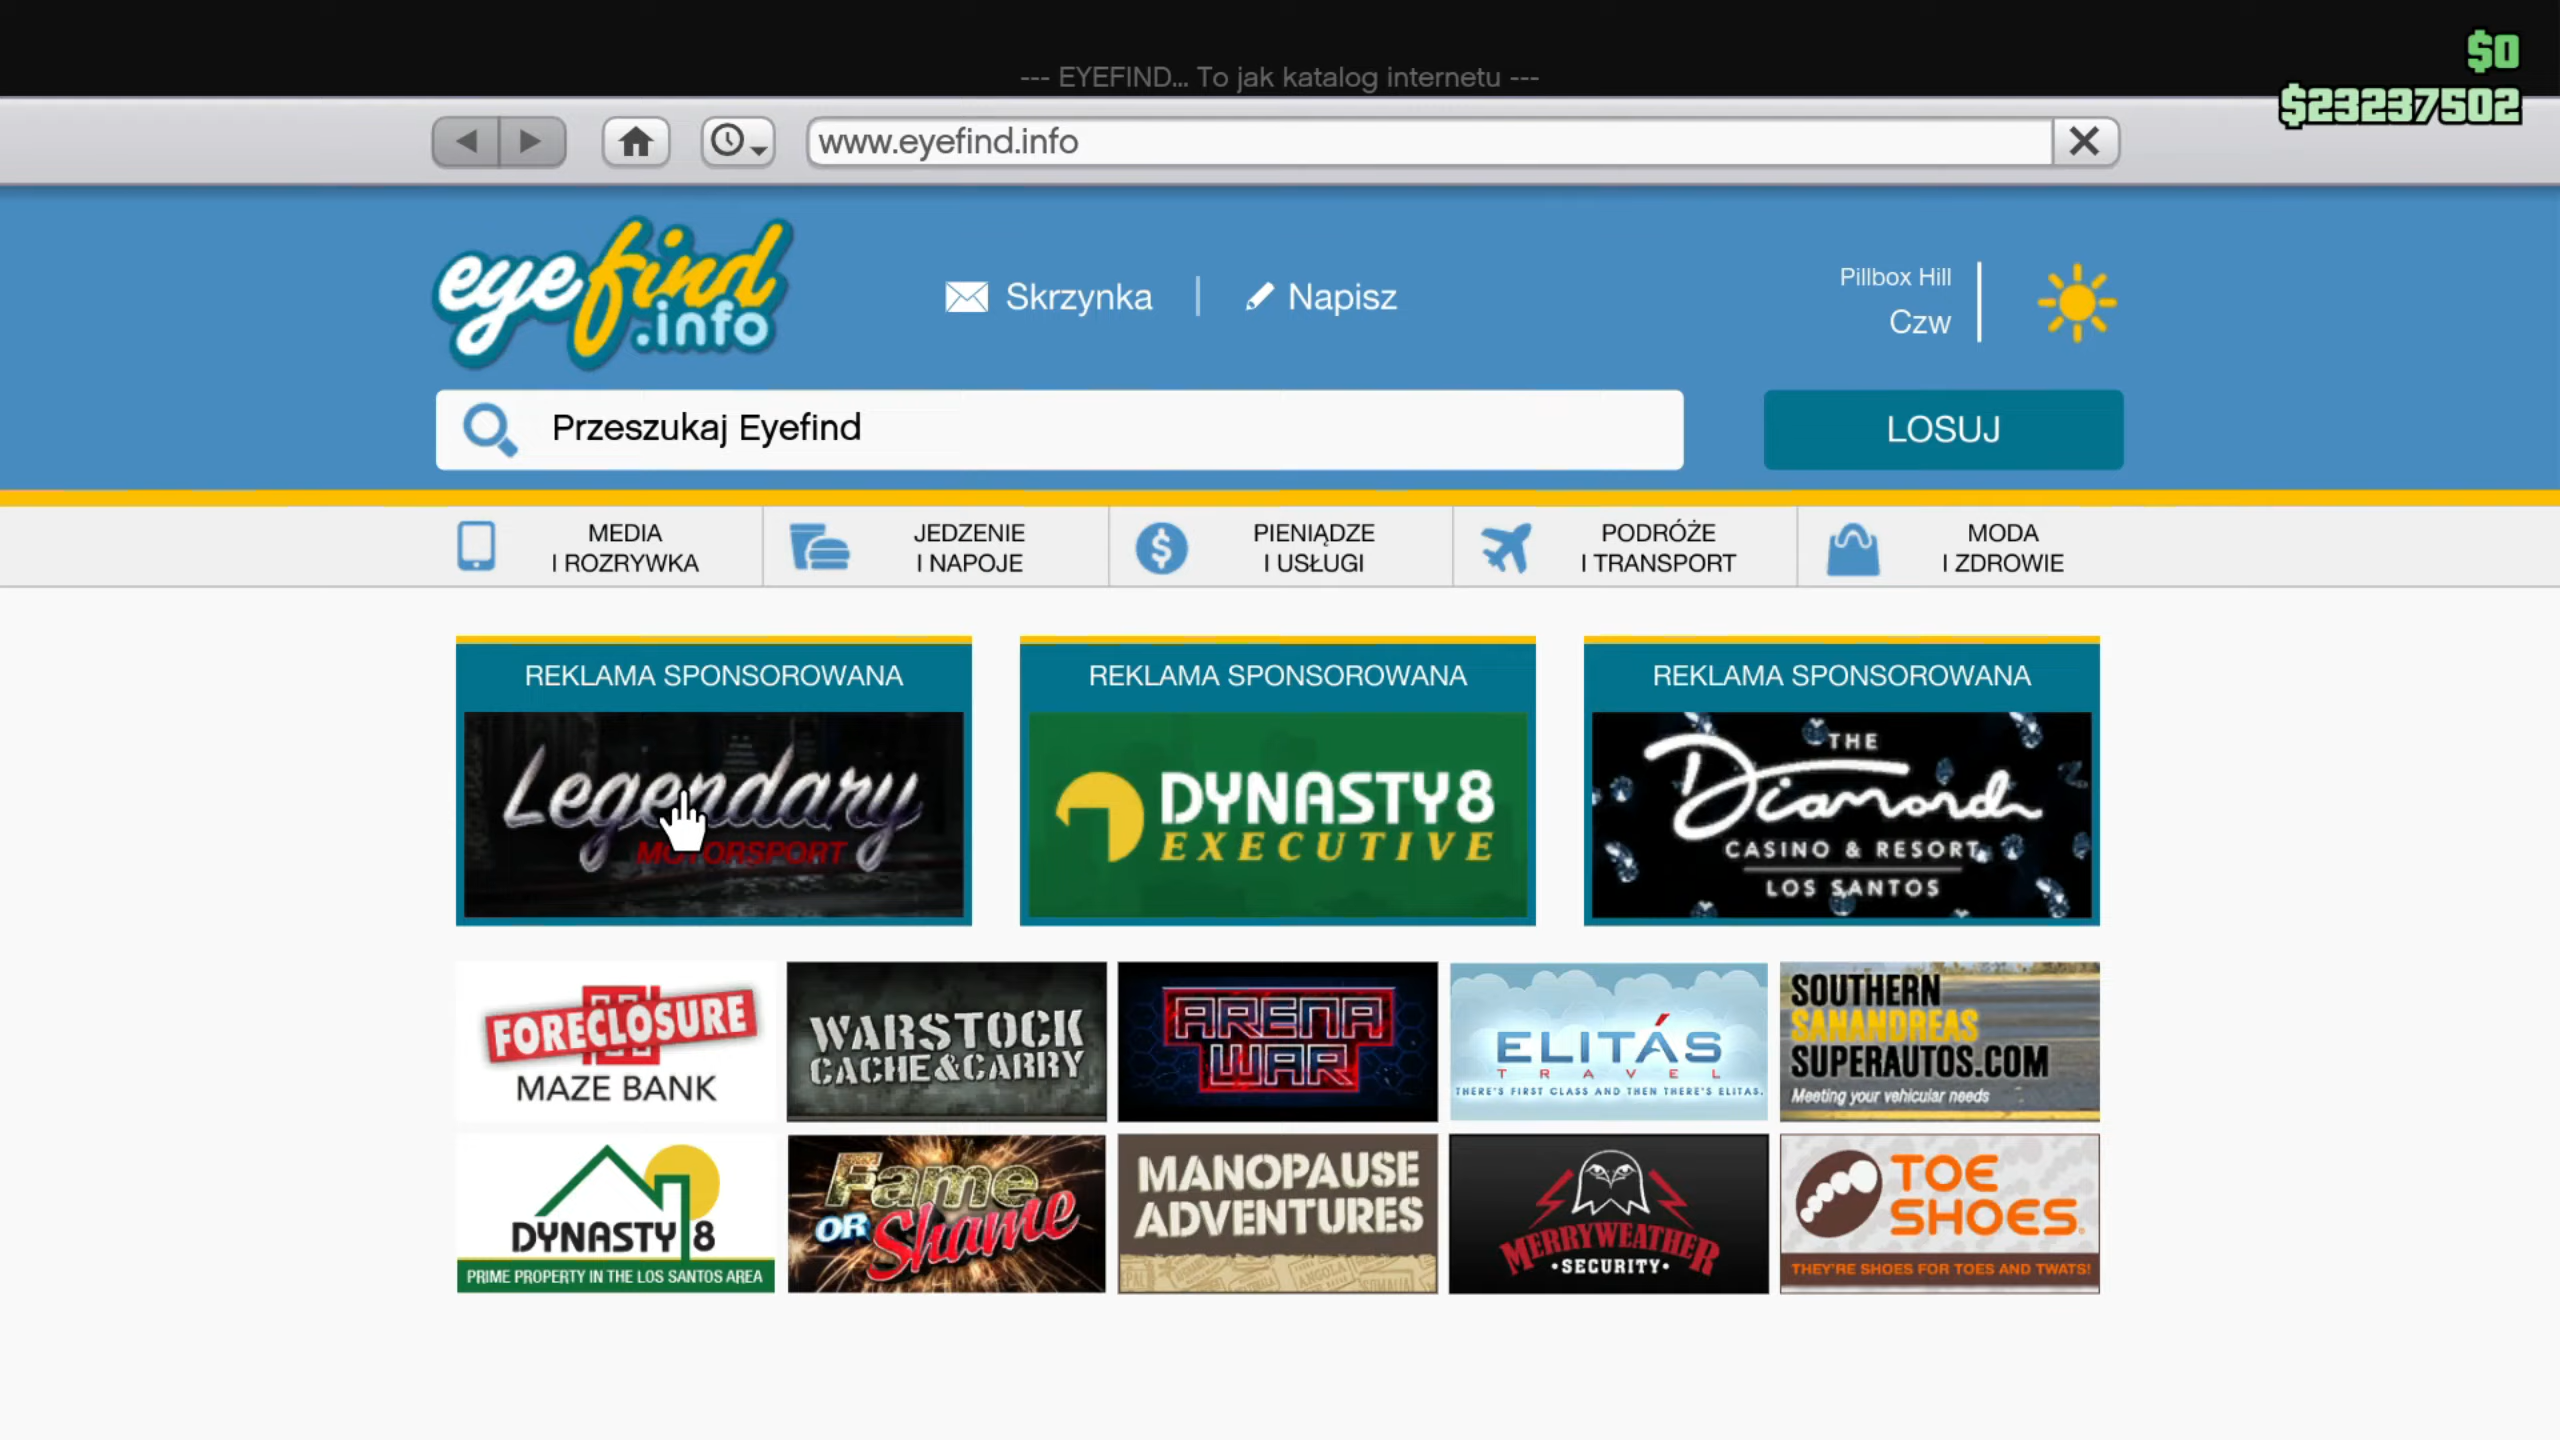 $0
--- EYEFIND... To jak katalog internetu ---
$23237502
www.eyefind.info
eyefind
.info
Skrzynka | Napisz
Pillbox Hill
Czw
Przeszukaj Eyefind
LOSUJ
MEDIA
I ROZRYWKA
JEDZENIE
I NAPOJE
PIENIĄDZE
I USŁUGI
PODRÓŻE
I TRANSPORT
MODA
I ZDROWIE
REKLAMA SPONSOROWANA
Legendary
MOTORSPORT
REKLAMA SPONSOROWANA
DYNASTY8
EXECUTIVE
REKLAMA SPONSOROWANA
THE
Diamond
CASINO & RESORT
LOS SANTOS
FORECLOSURE
MAZE BANK
WARSTOCK
CACHE&CARRY
ARENA
WAR
ELITÁS
TRAVEL
THERE'S FIRST CLASS AND THEN THERE'S ELITAS.
SOUTHERN
SANANDREAS
SUPERAUTOS.COM
Meeting your vehicular needs
DYNASTY 8
PRIME PROPERTY IN THE LOS SANTOS AREA
Fame
OR Shame
MANOPAUSE
ADVENTURES
ANGOLA
SOMALIA
MERRYWEATHER
•SECURITY•
TOE
SHOES
THEY'RE SHOES FOR TOES AND TWATS!